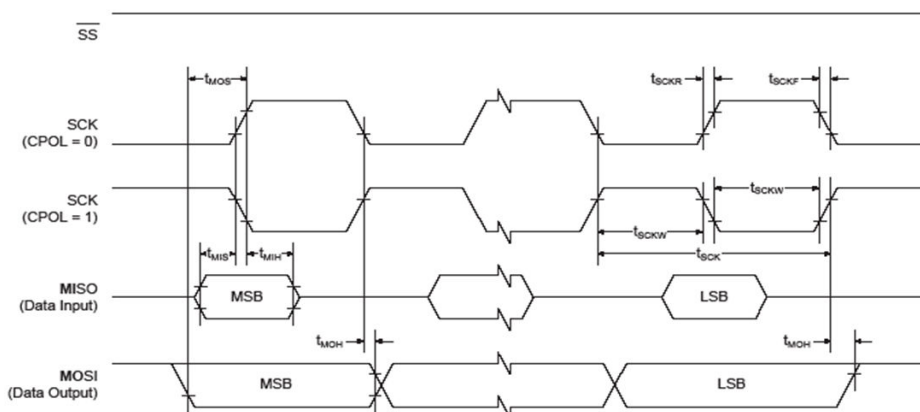 SS
tMOS
tSCKR
tSCKF
SCK
(CPOL = 0)
SCK
(CPOL = 1)
tSCKW
tSCKW
tMIS
tMIH
tSCK
MISO
(Data Input)
MSB
LSB
tMOH
tMOH
MOSI
(Data Output)
MSB
LSB